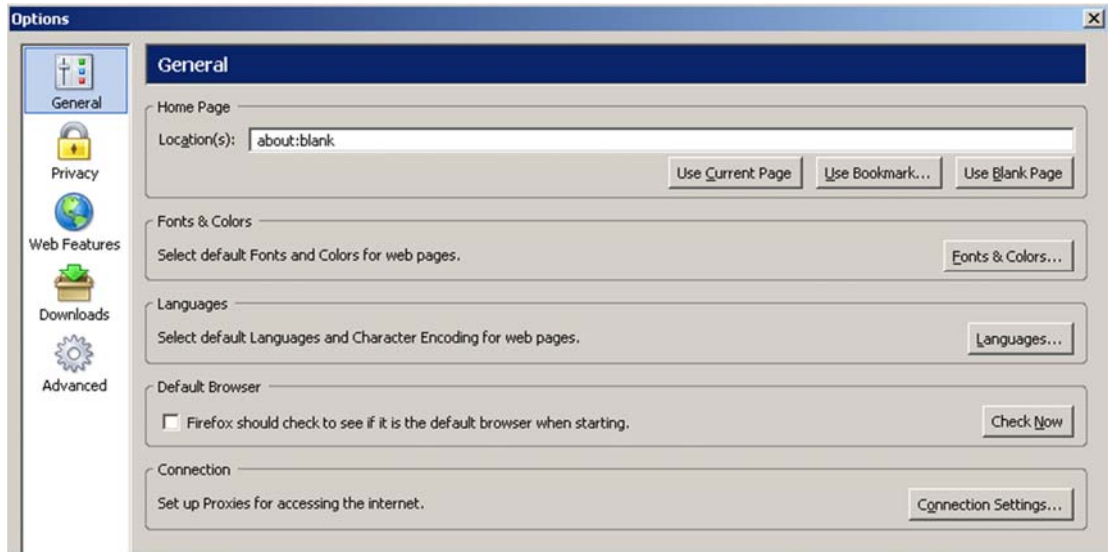 Options
General
Privacy
Web Features
Downloads
Advanced
General
Home Page
Location(s): about:blank
Use Current Page Use Bookmark... Use Blank Page
Fonts & Colors
Select default Fonts and Colors for web pages. Fonts & Colors...
Languages
Select default Languages and Character Encoding for web pages. Languages...
Default Browser
Firefox should check to see if it is the default browser when starting. Check Now
Connection
Set up Proxies for accessing the internet. Connection Settings...